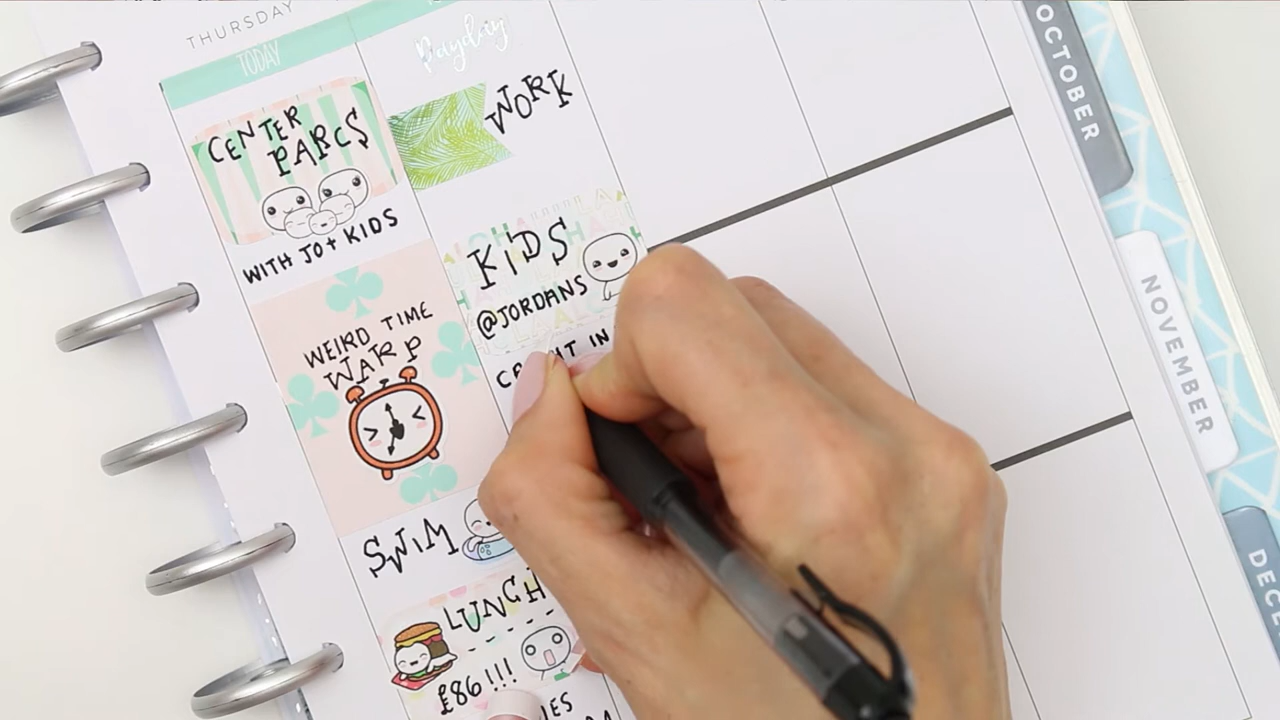 THURSDAY
TODAY
CENTER
PARCS
WITH JO + KIDS
WEIRD TIME
WARP
SWIM
LUNCH
£86!!!
Payday
WORK
KIDS
@JORDANS
IN
OCTOBER
NOVEMBER